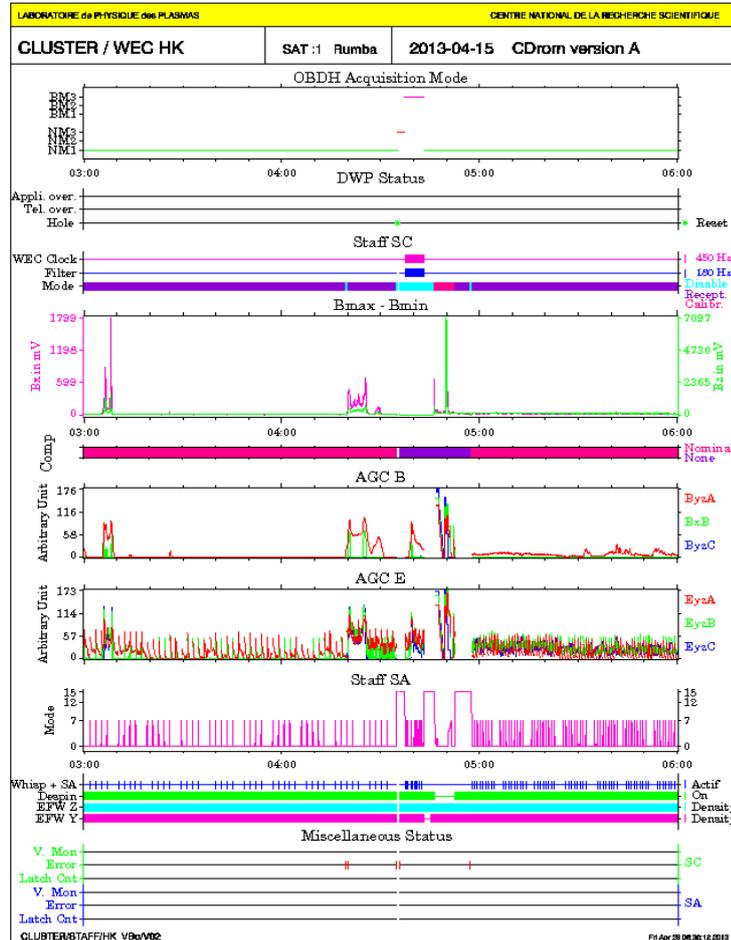 LABORATOIRE de PHYSIQUE des PLASMAS
CENTRE NATIONAL DE LA RECHERCHE SCIENTIFIQUE
CLUSTER / WEC HK
SAT :1 Rumba
2013-04-15 CDrom version A
OBDH Acquisition Mode
BM3
BM2
BM1
NM3
NM2
NM1
03:00 04:00 05:00 06:00
DWP Status
Appli. over.
Tel. over.
Hole
Reset
Staff SC
WEC Clock
450 Hz
Filter
180 Hz
Mode
Disable
Recept.
Calibr.
Bmax - Bmin
1799
1198
599
0
Bx in mV
7097
4730
2365
0
Bz in mV
03:00 04:00 05:00 06:00
Comp
Nominal
None
AGC B
Arbitrary Unit
116
58
0
ByzA
BxB
ByzC
AGC E
Arbitrary Unit
173
114
57
0
EyzA
EyzB
EyzC
Staff SA
Mode
15
12
7
0
15
12
7
0
03:00 04:00 05:00 06:00
Whisp + SA
Actif
Despin
On
EFW Z
Density
EFW Y
Density
Miscellaneous Status
V. Mon
Error
Latch Cnt
SC
V. Mon
Error
Latch Cnt
SA
CLUSTER/STAFF/HK